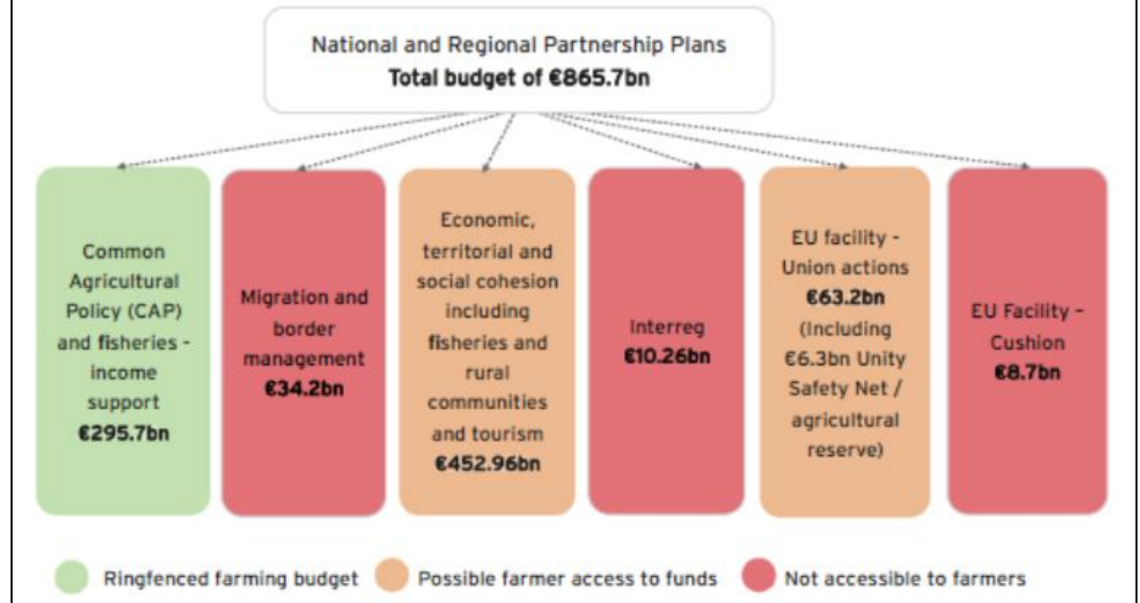 National and Regional Partnership Plans
Total budget of €865.7bn
Common
Agricultural
Policy (CAP)
and fisheries -
income
support
€295.7bn
Migration and
border
management
€34.2bn
Economic,
territorial and
social cohesion
including
fisheries and
rural
communities
and tourism
€452.96bn
Interreg
€10.26bn
EU facility -
Union actions
€63.2bn
(Including
€6.3bn Unity
Safety Net /
agricultural
reserve)
EU Facility –
Cushion
€8.7bn
Ringfenced farming budget
Possible farmer access to funds
Not accessible to farmers